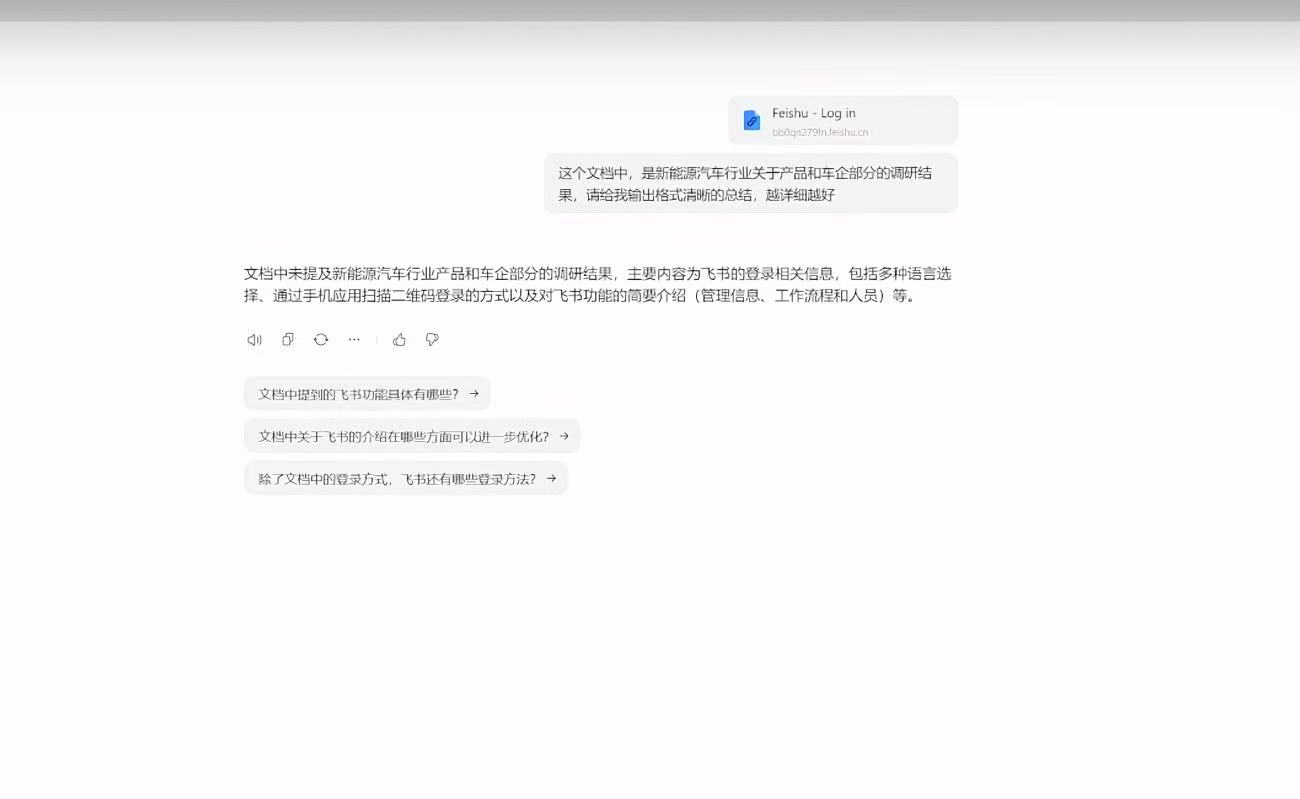 Feishu - Log in
bb0qn279fn.feishu.cn
这个文档中，是新能源汽车行业关于产品和车企部分的调研结
果，请给我输出格式清晰的总结，越详细越好
文档中未提及新能源汽车行业产品和车企部分的调研结果，主要内容为飞书的登录相关信息，包括多种语言选
择、通过手机应用扫描二维码登录的方式以及对飞书功能的简要介绍（管理信息、工作流程和人员）等。
文档中提到的飞书功能具体有哪些？
文档中关于飞书的介绍在哪些方面可以进一步优化？
除了文档中的登录方式，飞书还有哪些登录方法？